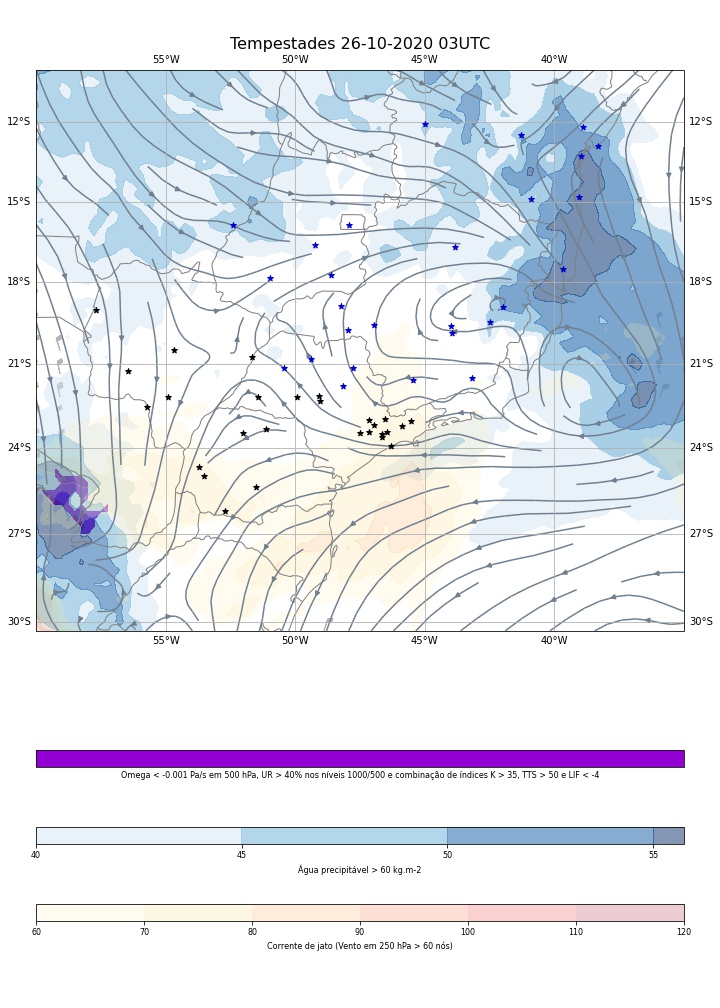 Tempestades 26-10-2020 03UTC
55°W 50°W 45°W 40°W
12°S 12°S
15°S 15°S
18°S 18°S
21°S 21°S
24°S 24°S
27°S 27°S
30°S 30°S
55°W 50°W 45°W 40°W
Omega < -0.001 Pa/s em 500 hPa, UR > 40% nos níveis 1000/500 e combinação de índices K > 35, TTS > 50 e LIF < -4
40 45 50 55
Água precipitável > 60 kg.m-2
60 70 80 90 100 110 120
Corrente de jato (Vento em 250 hPa > 60 nós)